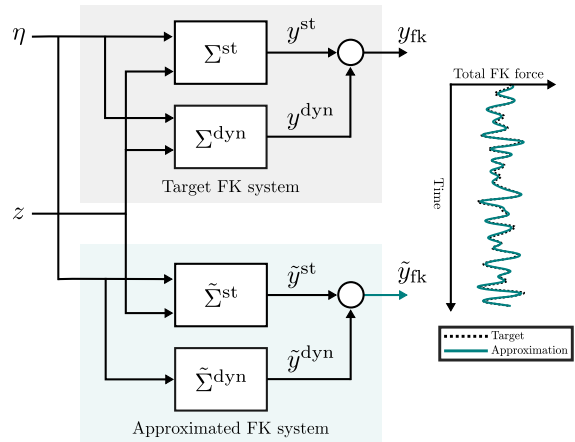 η
Σ^st
y^st
y_fk
Σ^dyn
y^dyn
Target FK system
z
Σ̃^st
ỹ^st
ỹ_fk
Σ̃^dyn
ỹ^dyn
Approximated FK system
Total FK force
Time
Target
Approximation